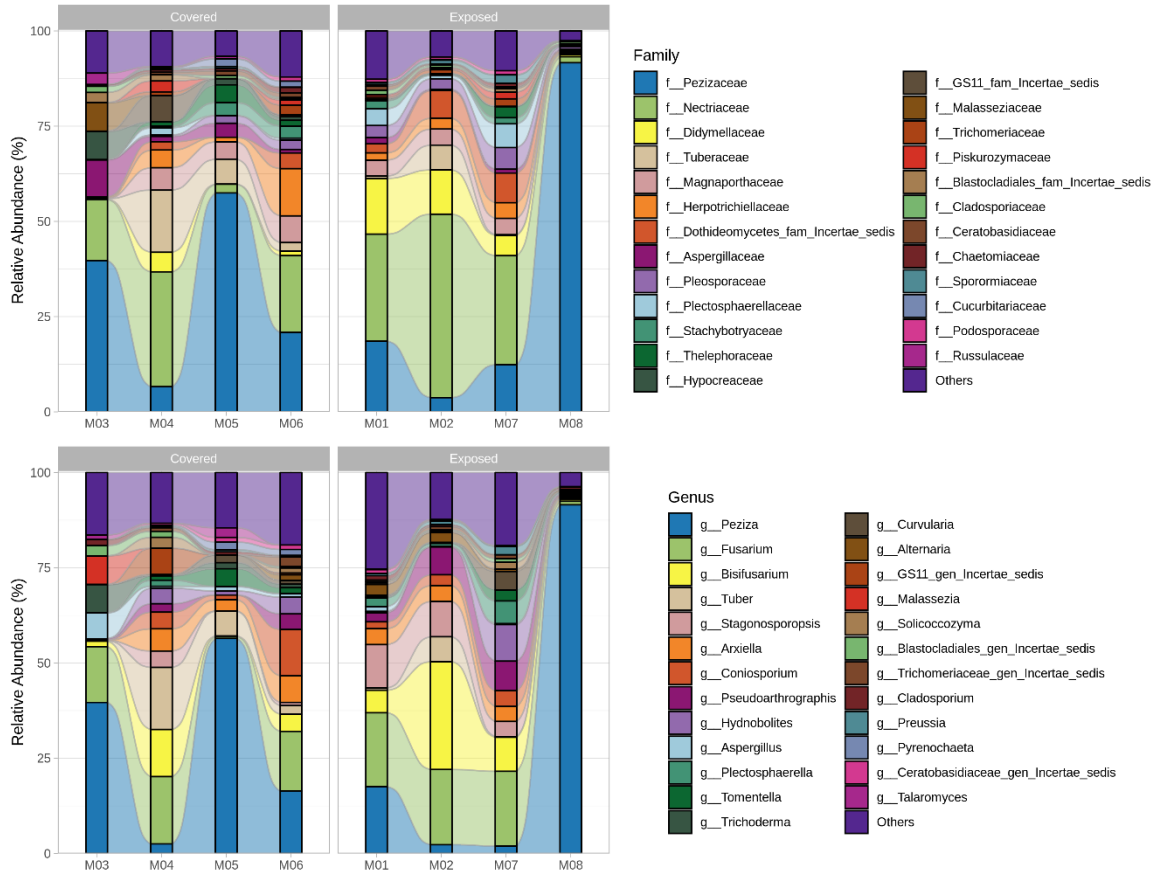 Covered
Exposed
Relative Abundance (%)
100
75
50
25
0
M03 M04 M05 M06 M01 M02 M07 M08
Family
f__Pezizaceae
f__Nectriaceae
f__Didymellaceae
f__Tuberaceae
f__Magnaporthaceae
f__Herpotrichiellaceae
f__Dothideomycetes_fam_Incertae_sedis
f__Aspergillaceae
f__Pleosporaceae
f__Plectosphaerellaceae
f__Stachybotryaceae
f__Thelephoraceae
f__Hypocreaceae
f__GS11_fam_Incertae_sedis
f__Malasseziaceae
f__Trichomeriaceae
f__Piskurozymaceae
f__Blastocladiales_fam_Incertae_sedis
f__Cladosporiaceae
f__Ceratobasidiaceae
f__Chaetomiaceae
f__Sporormiaceae
f__Cucurbitariaceae
f__Podosporaceae
f__Russulaceae
Others
Covered
Exposed
Relative Abundance (%)
100
75
50
25
0
M03 M04 M05 M06 M01 M02 M07 M08
Genus
g__Peziza
g__Fusarium
g__Bisifusarium
g__Tuber
g__Stagonosporopsis
g__Arxiella
g__Coniosporium
g__Pseudoarthrographis
g__Hydnobolites
g__Aspergillus
g__Plectosphaerella
g__Tomentella
g__Trichoderma
g__Curvularia
g__Alternaria
g__GS11_gen_Incertae_sedis
g__Malassezia
g__Solicoccozyma
g__Blastocladiales_gen_Incertae_sedis
g__Trichomeriaceae_gen_Incertae_sedis
g__Cladosporium
g__Preussia
g__Pyrenochaeta
g__Ceratobasidiaceae_gen_Incertae_sedis
g__Talaromyces
Others